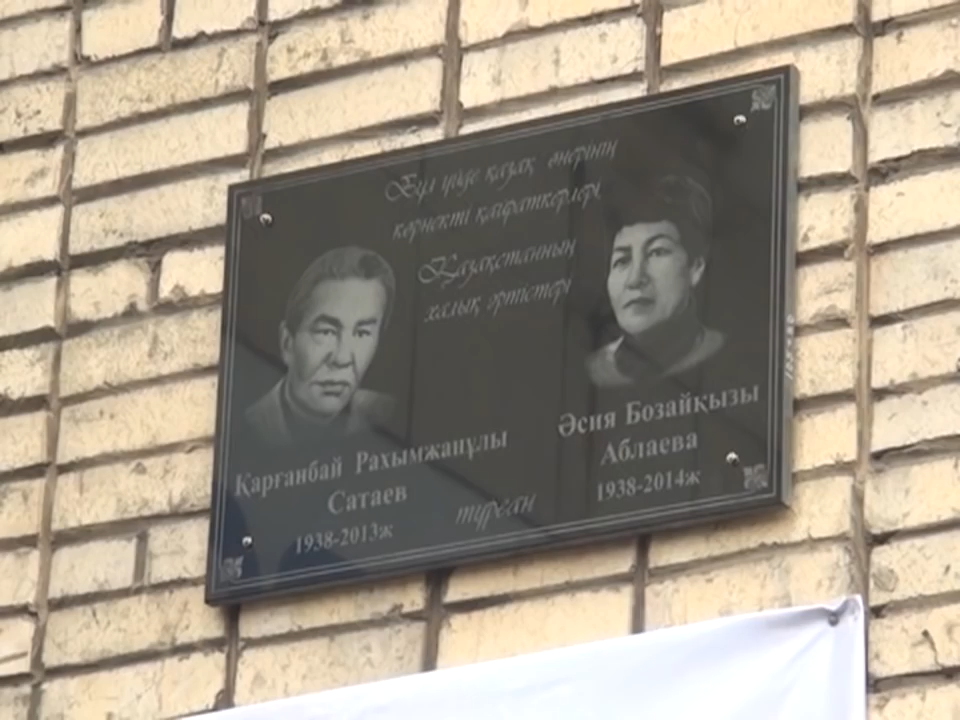 Бұл үйде қазақ өнерінің
көрнекті қайраткерлері,
Қазақстанның
халық әртістері
Қарғанбай Рахымжанұлы
Сатаев
1938-2013ж
Әсия Бозайқызы
Аблаева
1938-2014ж
тұрған